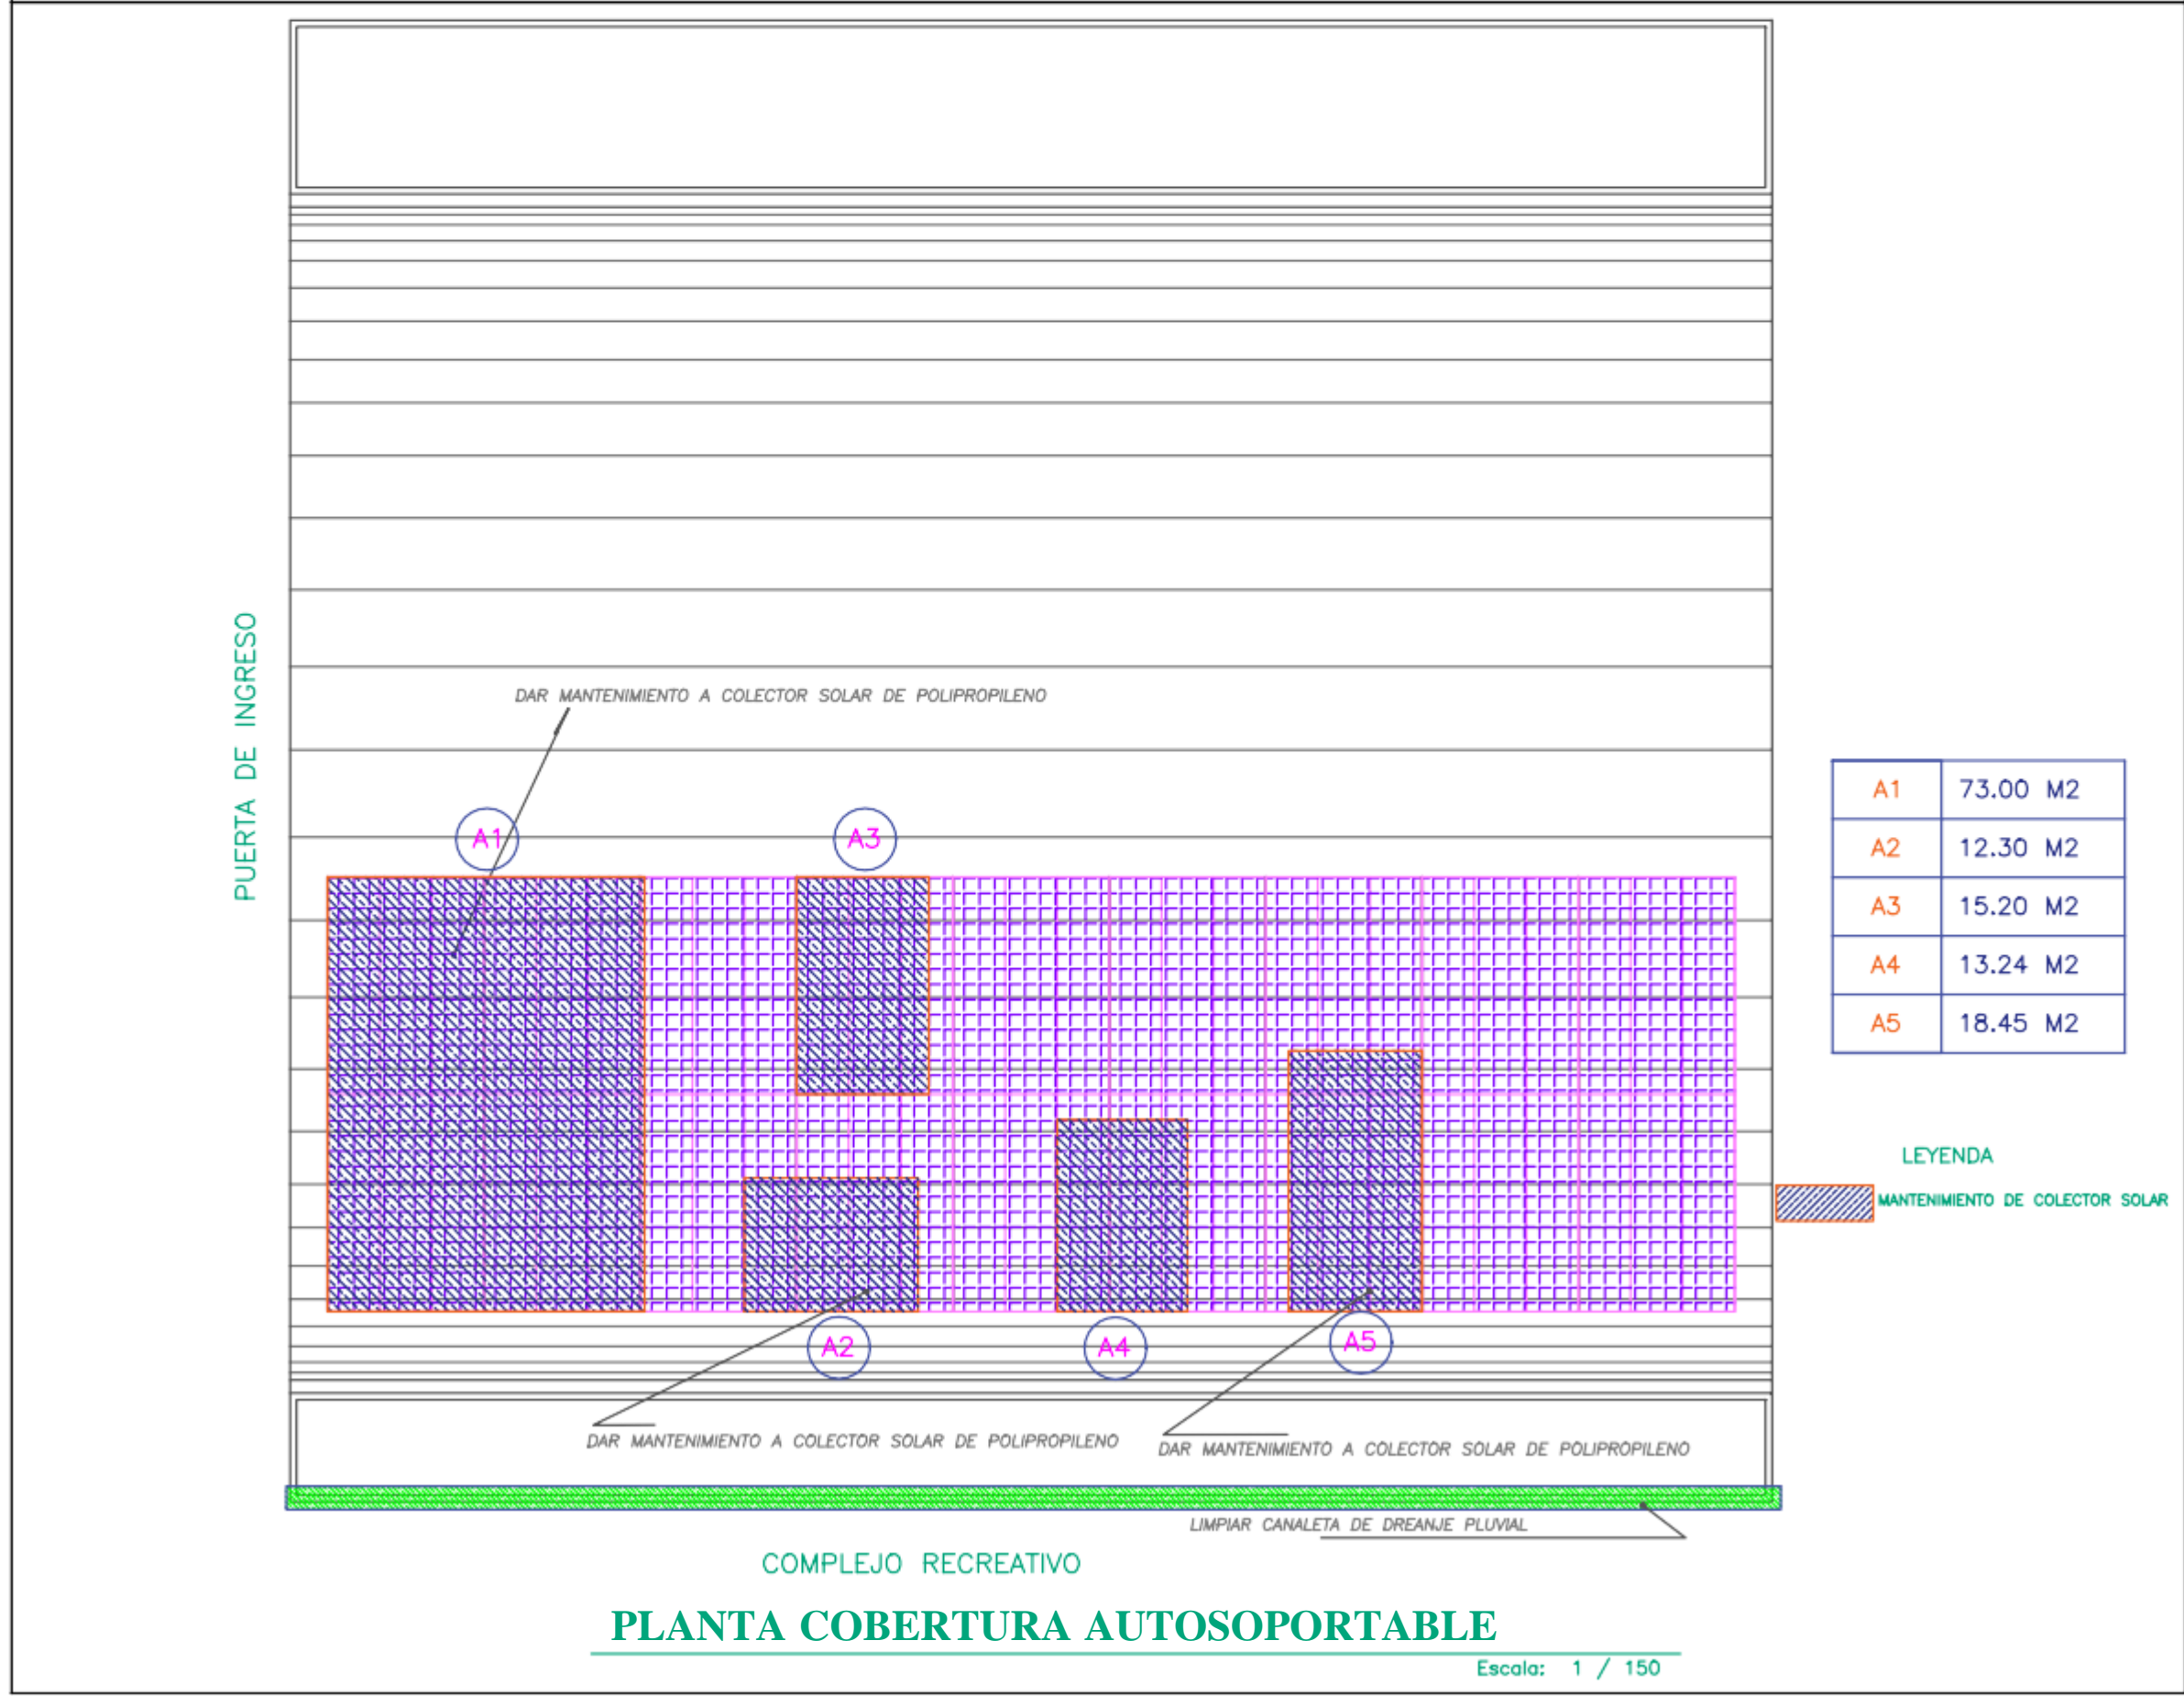 PUERTA DE INGRESO
DAR MANTENIMIENTO A COLECTOR SOLAR DE POLIPROPILENO
A1
A3
A1 73.00 M2
A2 12.30 M2
A3 15.20 M2
A4 13.24 M2
A5 18.45 M2
LEYENDA
MANTENIMIENTO DE COLECTOR SOLAR
A2
A4
A5
DAR MANTENIMIENTO A COLECTOR SOLAR DE POLIPROPILENO
DAR MANTENIMIENTO A COLECTOR SOLAR DE POLIPROPILENO
LIMPIAR CANALETA DE DREANJE PLUVIAL
COMPLEJO RECREATIVO
PLANTA COBERTURA AUTOSOPORTABLE
Escala: 1 / 150